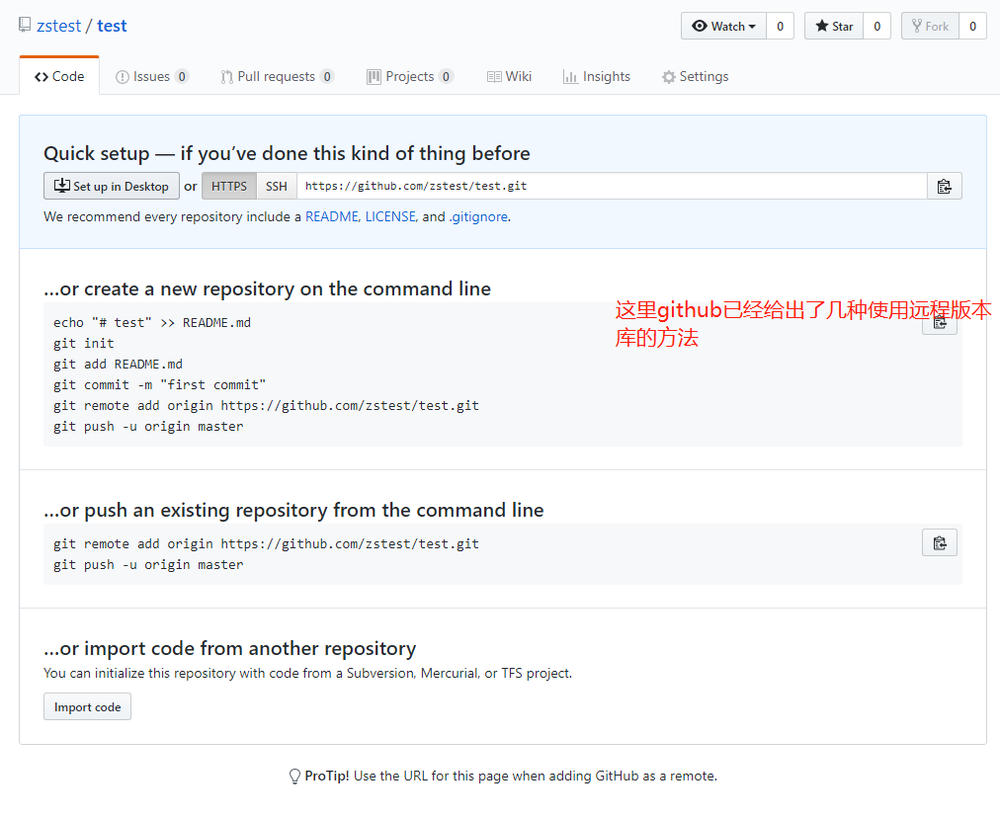 zstest / test
Watch 0 Star 0 Fork 0
Code Issues 0 Pull requests 0 Projects 0 Wiki Insights Settings
Quick setup — if you’ve done this kind of thing before
Set up in Desktop or HTTPS SSH https://github.com/zstest/test.git
We recommend every repository include a README, LICENSE, and .gitignore.
…or create a new repository on the command line
这里github已经给出了几种使用远程版本
库的方法
echo "# test" >> README.md
git init
git add README.md
git commit -m "first commit"
git remote add origin https://github.com/zstest/test.git
git push -u origin master
…or push an existing repository from the command line
git remote add origin https://github.com/zstest/test.git
git push -u origin master
…or import code from another repository
You can initialize this repository with code from a Subversion, Mercurial, or TFS project.
Import code
ProTip! Use the URL for this page when adding GitHub as a remote.